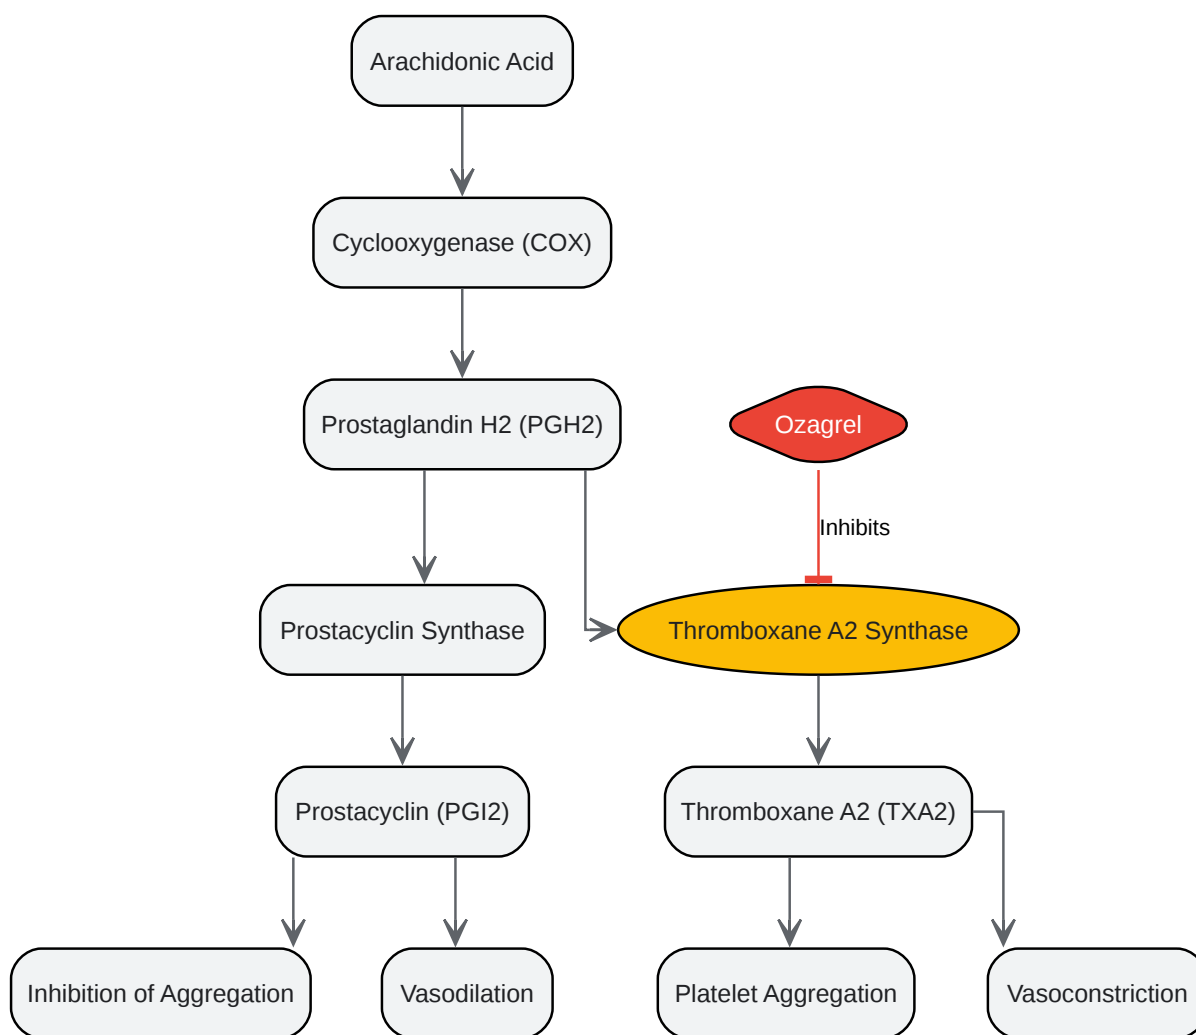 Arachidonic Acid
Cyclooxygenase (COX)
Prostaglandin H2 (PGH2)
Ozagrel
Inhibits
Prostacyclin Synthase
Thromboxane A2 Synthase
Prostacyclin (PGI2)
Thromboxane A2 (TXA2)
Inhibition of Aggregation
Vasodilation
Platelet Aggregation
Vasoconstriction